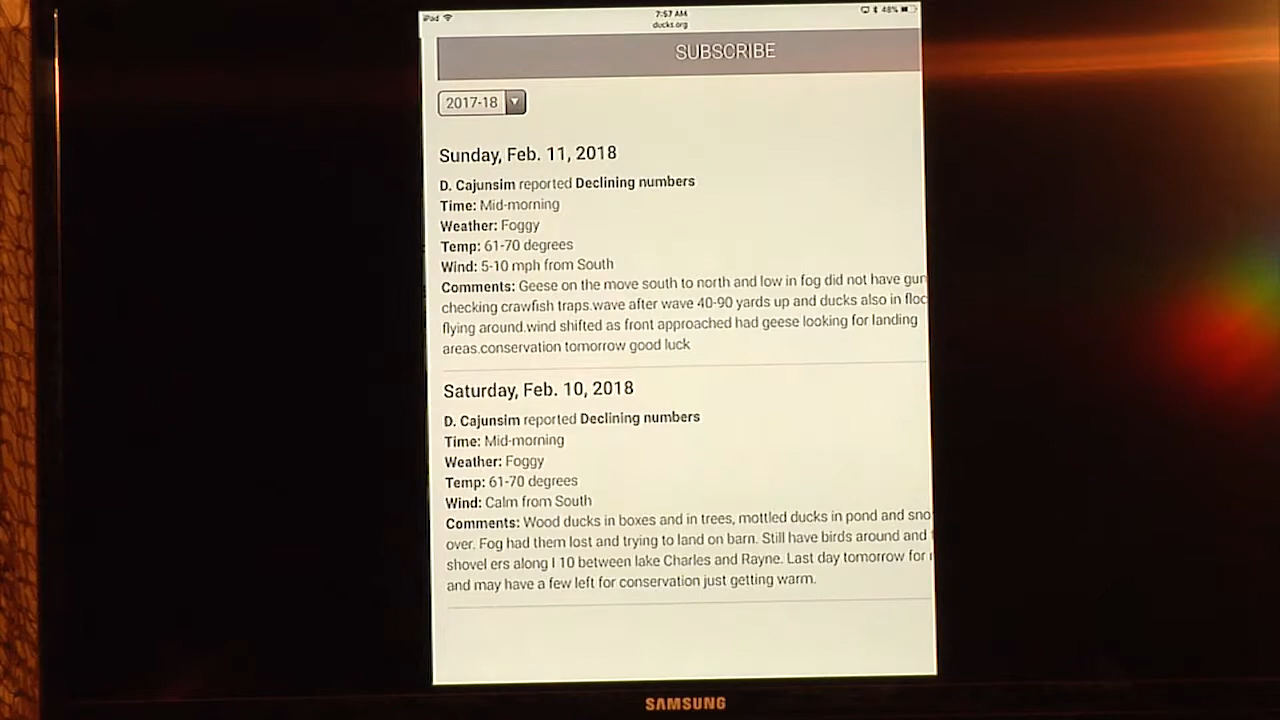 iPad
7:57 AM
48%
ducks.org
SUBSCRIBE
2017-18
Sunday, Feb. 11, 2018
D. Cajunsim reported Declining numbers
Time: Mid-morning
Weather: Foggy
Temp: 61-70 degrees
Wind: 5-10 mph from South
Comments: Geese on the move south to north and low in fog did not have gun
checking crawfish traps.wave after wave 40-90 yards up and ducks also in floc
flying around.wind shifted as front approached had geese looking for landing
areas.conservation tomorrow good luck
Saturday, Feb. 10, 2018
D. Cajunsim reported Declining numbers
Time: Mid-morning
Weather: Foggy
Temp: 61-70 degrees
Wind: Calm from South
Comments: Wood ducks in boxes and in trees, mottled ducks in pond and sno
over. Fog had them lost and trying to land on barn. Still have birds around and
shovel ers along I 10 between lake Charles and Rayne. Last day tomorrow for
and may have a few left for conservation just getting warm.
SAMSUNG